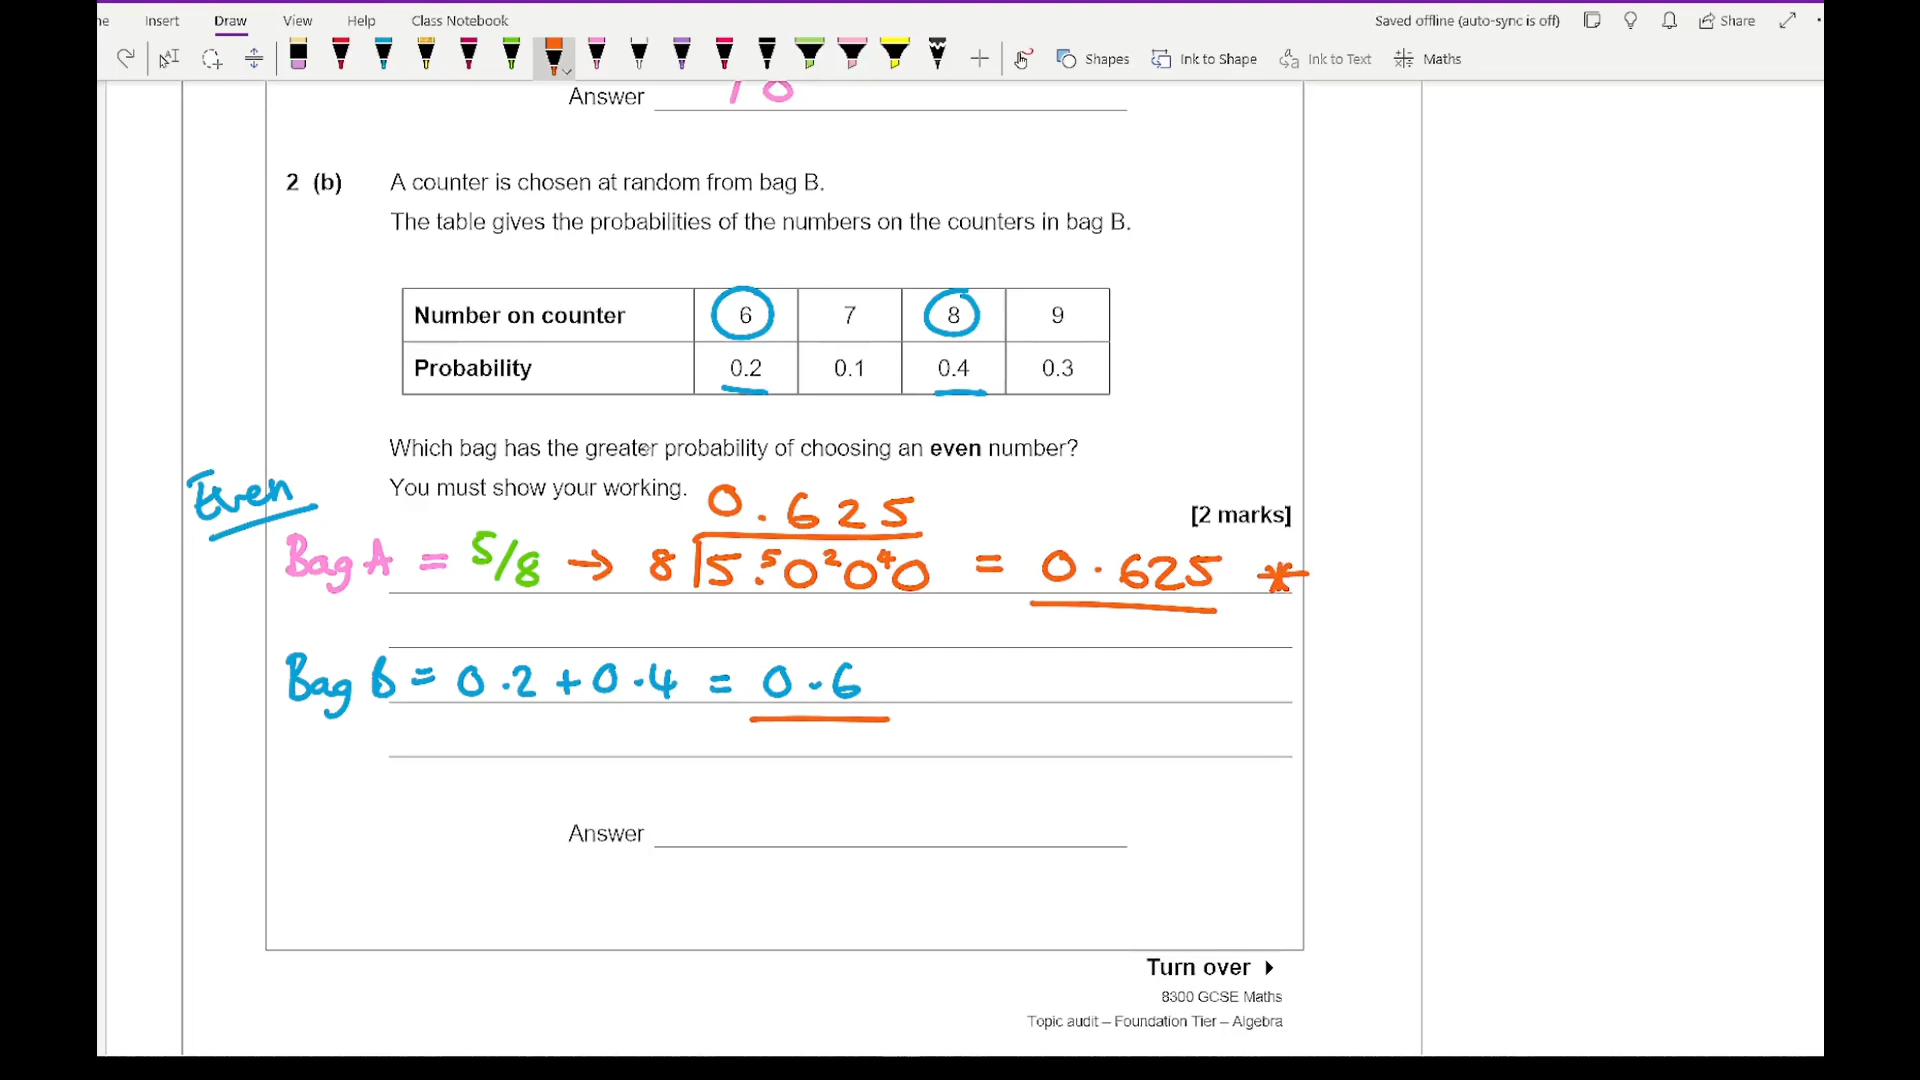 Insert Draw View Help Class Notebook Saved offline (auto-sync is off) Share
Shapes Ink to Shape Ink to Text Maths
Answer
2 (b) A counter is chosen at random from bag B.
The table gives the probabilities of the numbers on the counters in bag B.
Number on counter 6 7 8 9
Probability 0.2 0.1 0.4 0.3
Which bag has the greater probability of choosing an even number?
You must show your working.
[2 marks]
Even
0.625
Bag A = 5/8 → 8 5.⁵0²0⁴0 = 0.625 *
Bag B = 0.2 + 0.4 = 0.6
Answer
Turn over
8300 GCSE Maths
Topic audit – Foundation Tier – Algebra